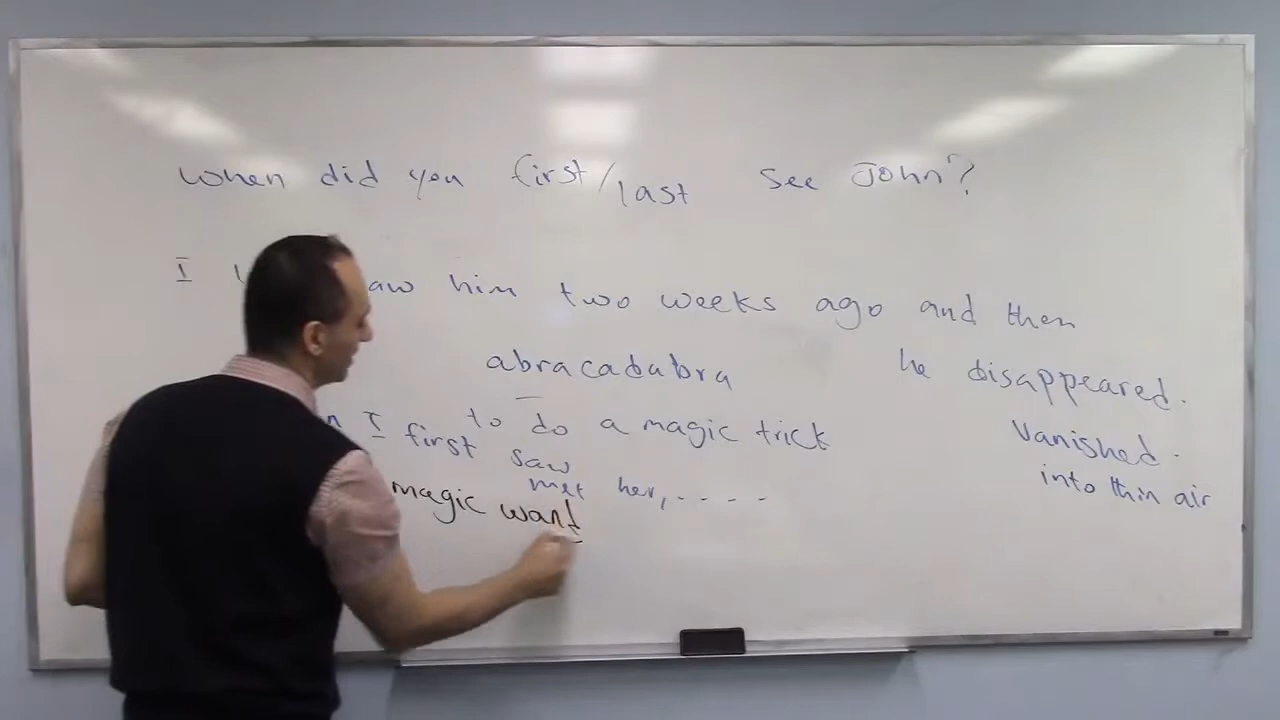 When did you first/last see John?
I saw him two weeks ago and then
abracadabra he disappeared.
to do a magic trick vanished.
I first saw into thin air
met her, - - - -
magic want